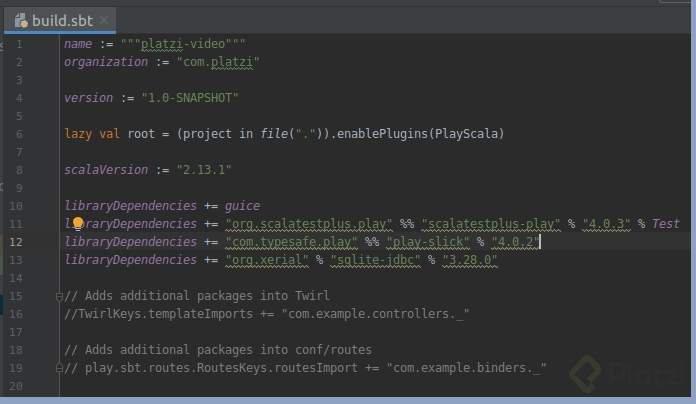 build.sbt
1 name := """platzi-video"""
2 organization := "com.platzi"
3
4 version := "1.0-SNAPSHOT"
5
6 lazy val root = (project in file(".")).enablePlugins(PlayScala)
7
8 scalaVersion := "2.13.1"
9
10 libraryDependencies += guice
11 libraryDependencies += "org.scalatestplus.play" %% "scalatestplus-play" % "4.0.3" % Test
12 libraryDependencies += "com.typesafe.play" %% "play-slick" % "4.0.2"
13 libraryDependencies += "org.xerial" % "sqlite-jdbc" % "3.28.0"
14
15 // Adds additional packages into Twirl
16 //TwirlKeys.templateImports += "com.example.controllers._"
17
18 // Adds additional packages into conf/routes
19 // play.sbt.routes.RoutesKeys.routesImport += "com.example.binders._"
20
Platzi